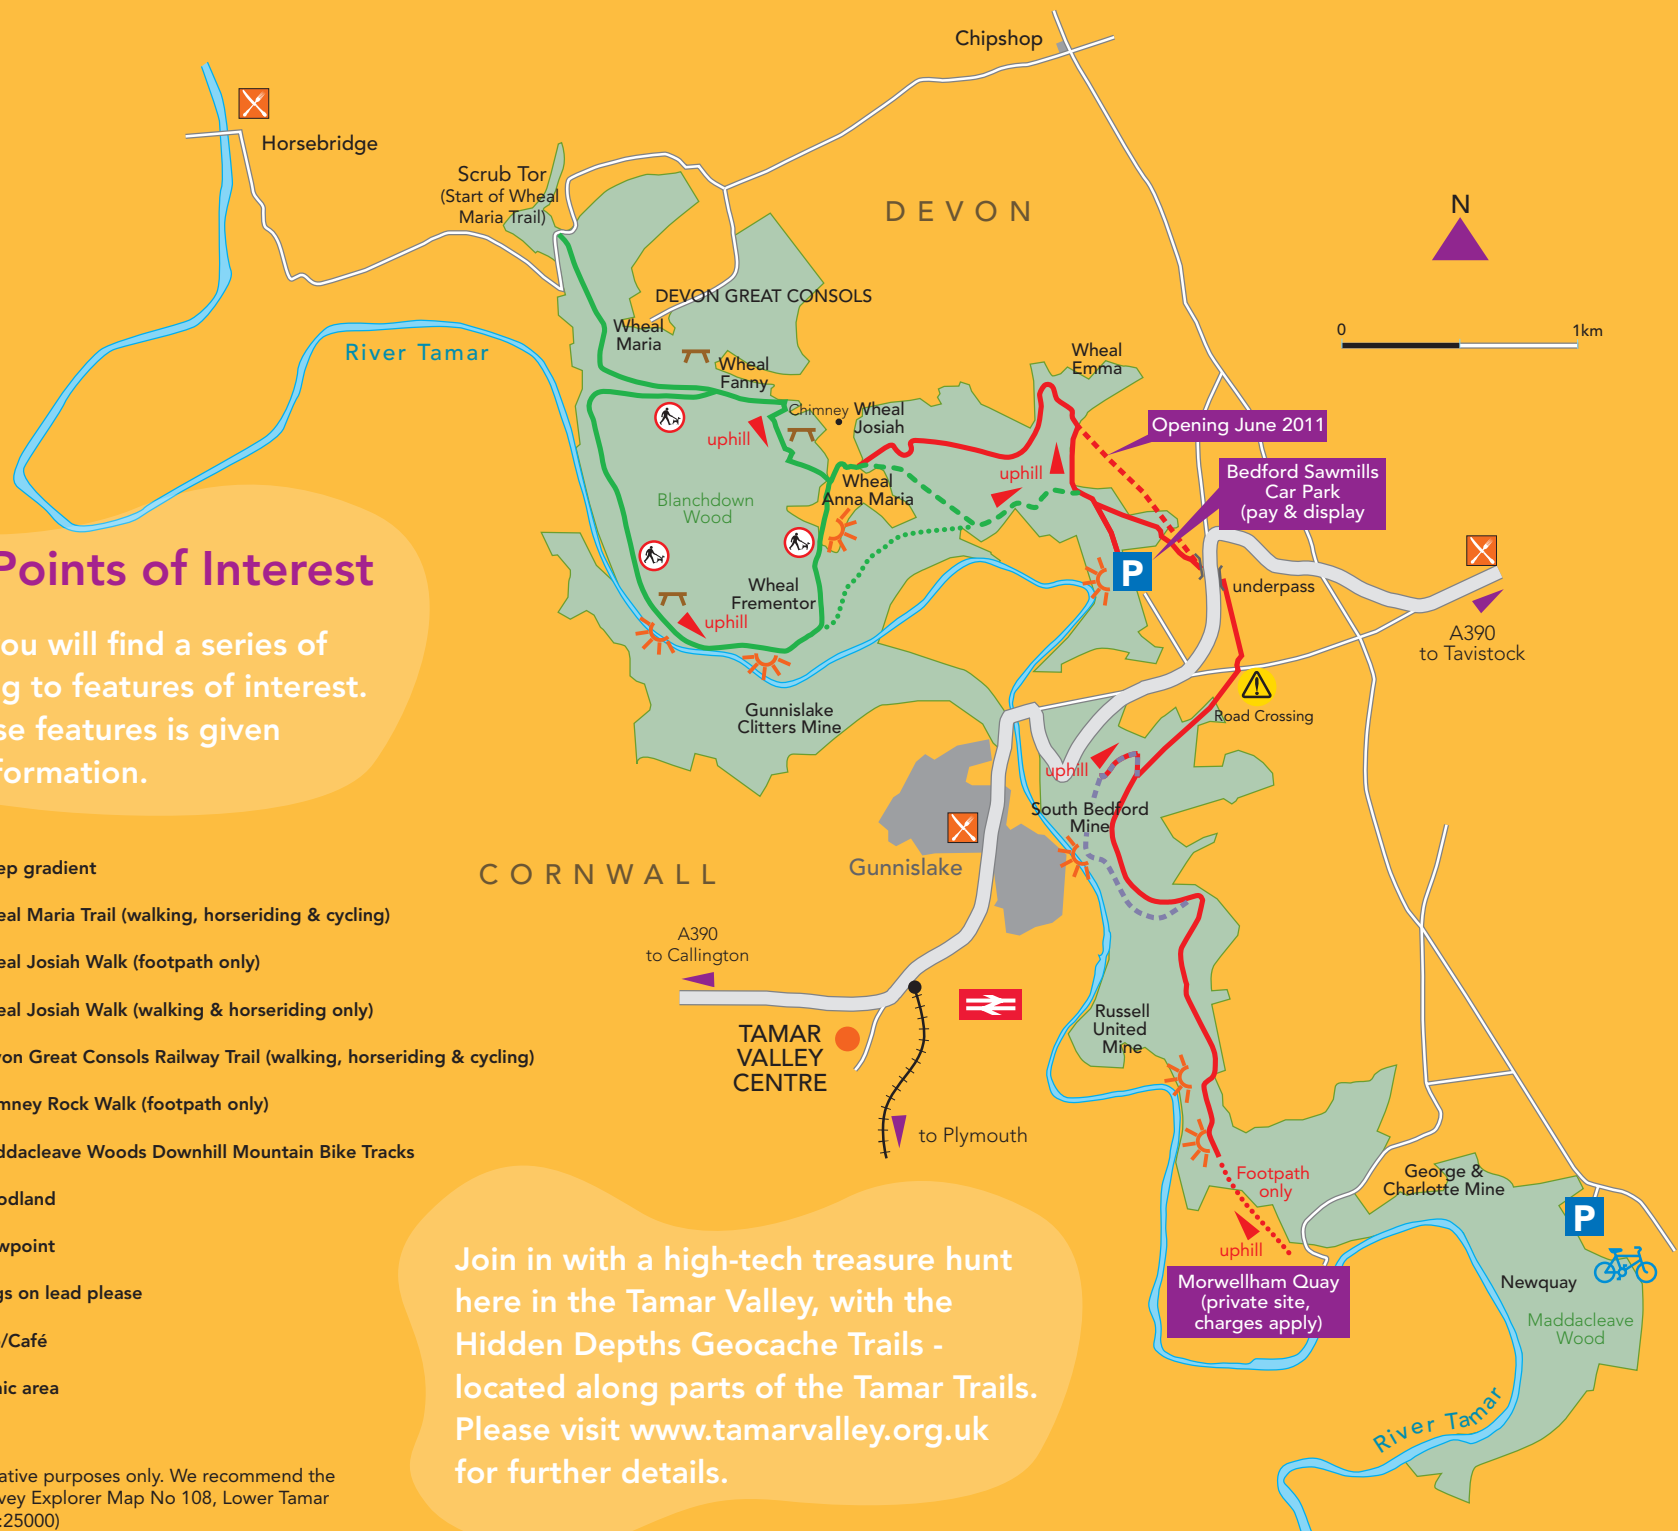 Chipshop
Horsebridge
Scrub Tor
(Start of Wheal
Maria Trail)
DEVON
N
DEVON GREAT CONSOLS
0 1km
Wheal
Maria
River Tamar
Wheal
Fanny
Wheal
Emma
Chimney
Wheal
Josiah
Opening June 2011
uphill
uphill
Bedford Sawmills
Car Park
(pay & display
Wheal
Anna Maria
Blanchdown
Wood
Points of Interest
P
underpass
Wheal
Frementor
uphill
A390
to Tavistock
ou will find a series of
g to features of interest.
se features is given
formation.
Gunnislake
Clitters Mine
Road Crossing
uphill
South Bedford
Mine
Gunnislake
CORNWALL
ep gradient
eal Maria Trail (walking, horseriding & cycling)
eal Josiah Walk (footpath only)
eal Josiah Walk (walking & horseriding only)
von Great Consols Railway Trail (walking, horseriding & cycling)
mney Rock Walk (footpath only)
ddacleave Woods Downhill Mountain Bike Tracks
odland
wpoint
gs on lead please
/Café
nic area
A390
to Callington
TAMAR
VALLEY
CENTRE
Russell
United
Mine
to Plymouth
Footpath
only
uphill
George &
Charlotte Mine
P
Morwellham Quay
(private site,
charges apply)
Newquay
Maddacleave
Wood
River Tamar
Join in with a high-tech treasure hunt
here in the Tamar Valley, with the
Hidden Depths Geocache Trails -
located along parts of the Tamar Trails.
Please visit www.tamarvalley.org.uk
for further details.
ative purposes only. We recommend the
vey Explorer Map No 108, Lower Tamar
:25000)